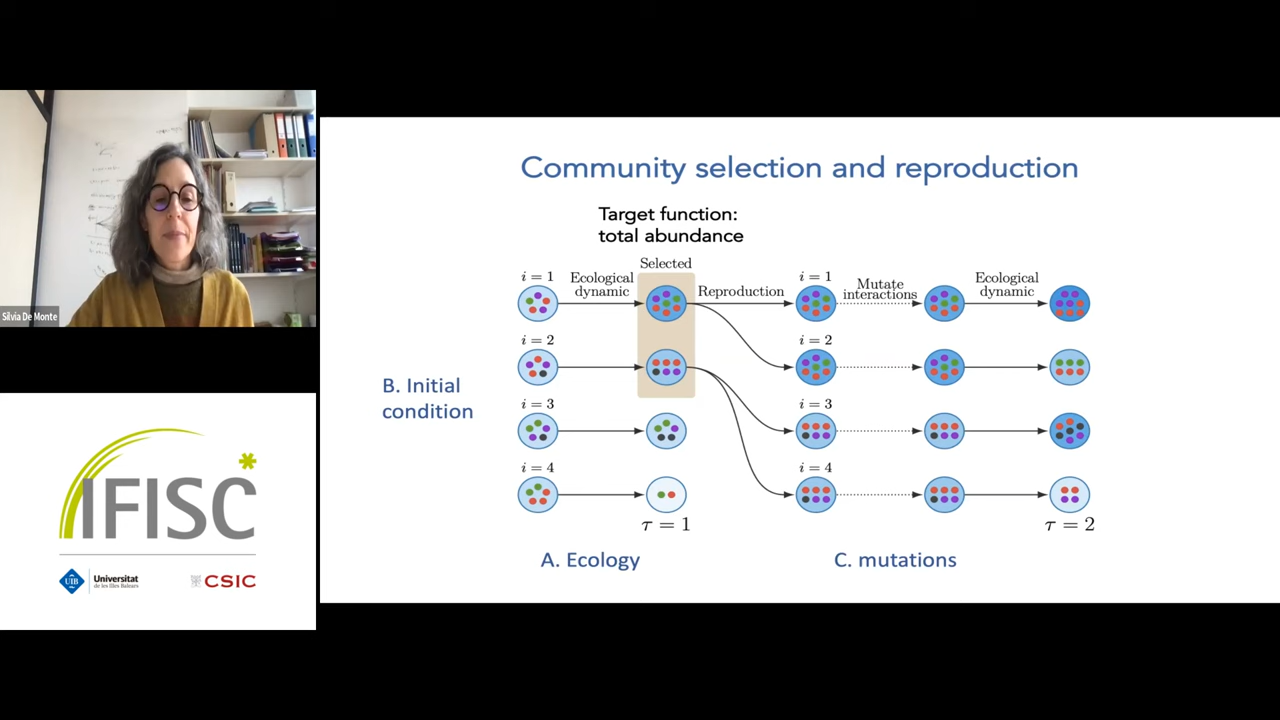 Community selection and reproduction
Target function:
total abundance
Selected
i = 1
Ecological
dynamic
Reproduction
i = 1
Mutate
interactions
Ecological
dynamic
i = 2
i = 2
B. Initial
condition
i = 3
i = 3
i = 4
i = 4
τ = 1
τ = 2
A. Ecology
C. mutations
Silvia De Monte
IFISC
UIB
Universitat
de les Illes Balears
CSIC